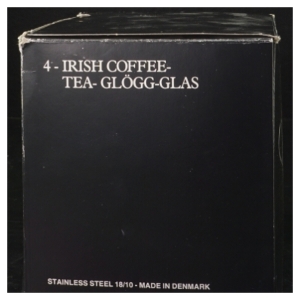 4 - IRISH COFFEE-
TEA- GLÖGG-GLAS
STAINLESS STEEL 18/10 - MADE IN DENMARK